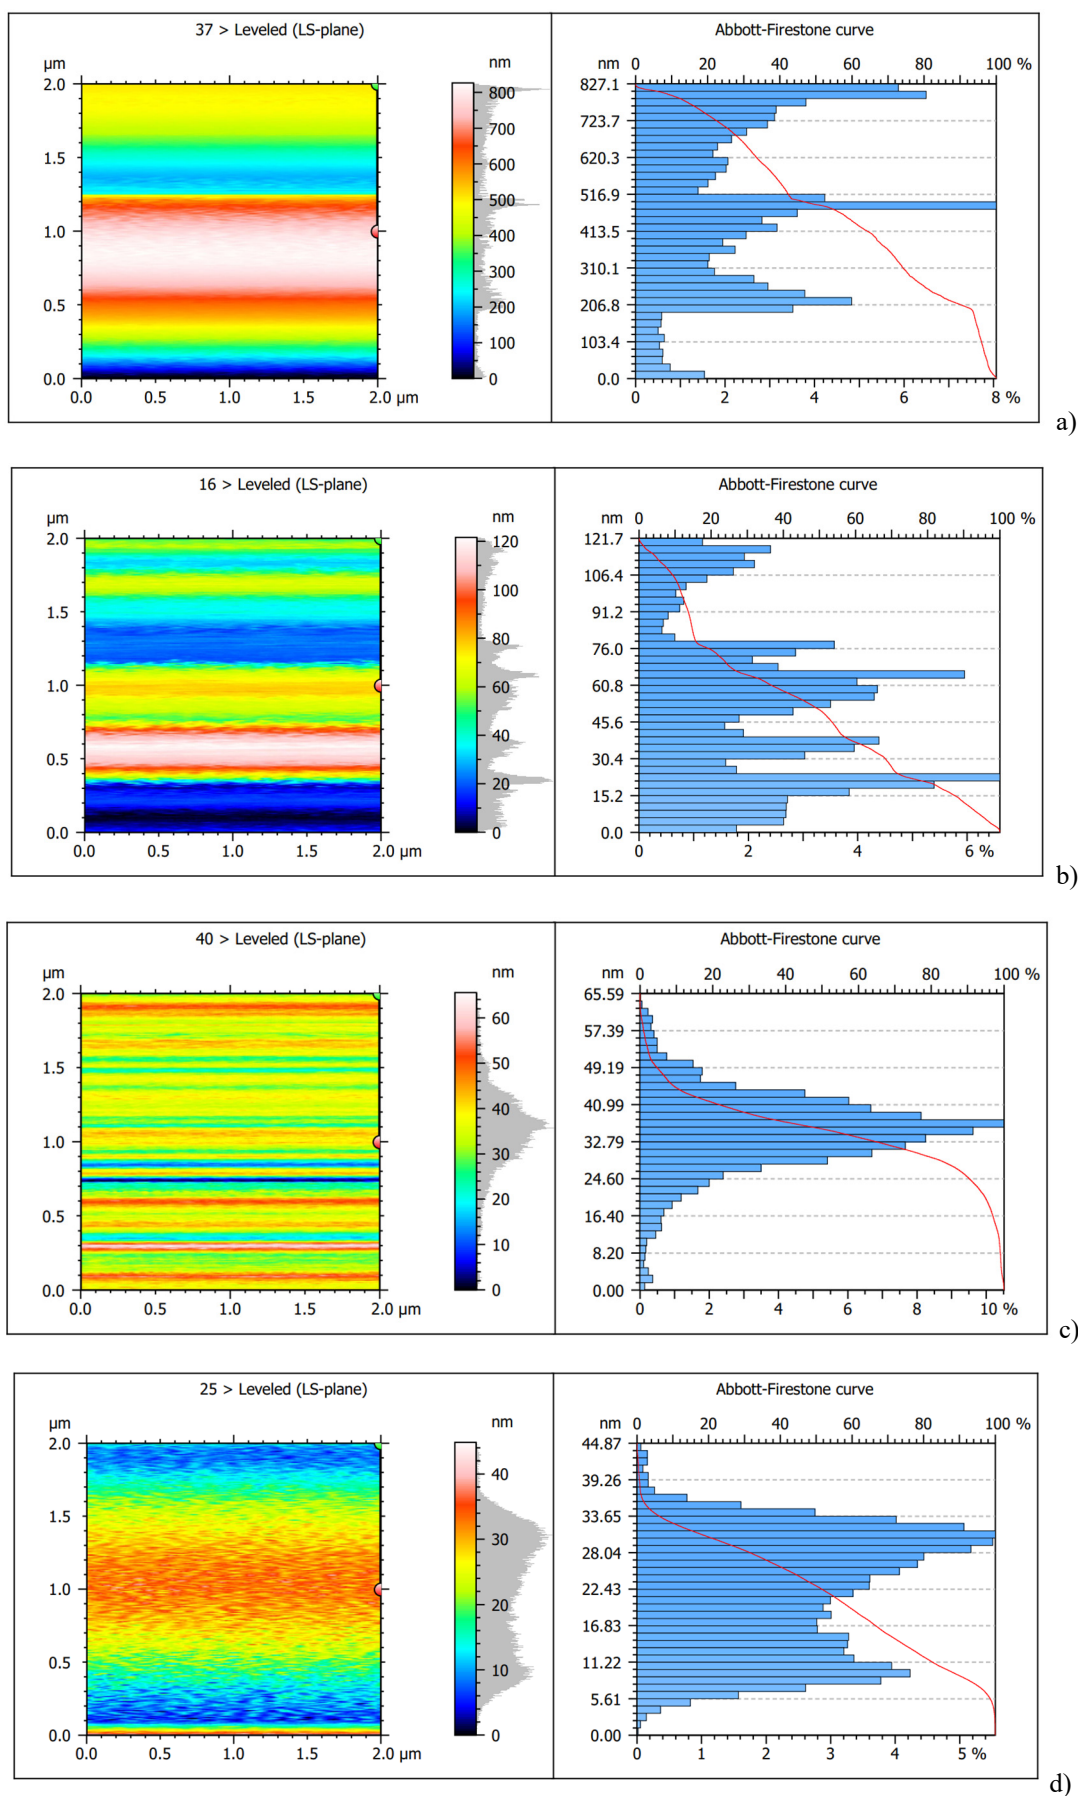 37 > Leveled (LS-plane)
Abbott-Firestone curve
µm
nm
nm 0 20 40 60 80 100 %
2.0
1.5
1.0
0.5
0.0
0.0 0.5 1.0 1.5 2.0 µm
800
700
600
500
400
300
200
100
0
827.1
723.7
620.3
516.9
413.5
310.1
206.8
103.4
0.0
0 2 4 6 8 %
a)
16 > Leveled (LS-plane)
Abbott-Firestone curve
µm
nm
nm 0 20 40 60 80 100 %
2.0
1.5
1.0
0.5
0.0
0.0 0.5 1.0 1.5 2.0 µm
120
100
80
60
40
20
0
121.7
106.4
91.2
76.0
60.8
45.6
30.4
15.2
0.0
0 2 4 6 %
b)
40 > Leveled (LS-plane)
Abbott-Firestone curve
µm
nm
nm 0 20 40 60 80 100 %
2.0
1.5
1.0
0.5
0.0
0.0 0.5 1.0 1.5 2.0 µm
60
50
40
30
20
10
0
65.59
57.39
49.19
40.99
32.79
24.60
16.40
8.20
0.00
0 2 4 6 8 10 %
c)
25 > Leveled (LS-plane)
Abbott-Firestone curve
µm
nm
nm 0 20 40 60 80 100 %
2.0
1.5
1.0
0.5
0.0
0.0 0.5 1.0 1.5 2.0 µm
40
30
20
10
0
44.87
39.26
33.65
28.04
22.43
16.83
11.22
5.61
0.00
0 1 2 3 4 5 %
d)